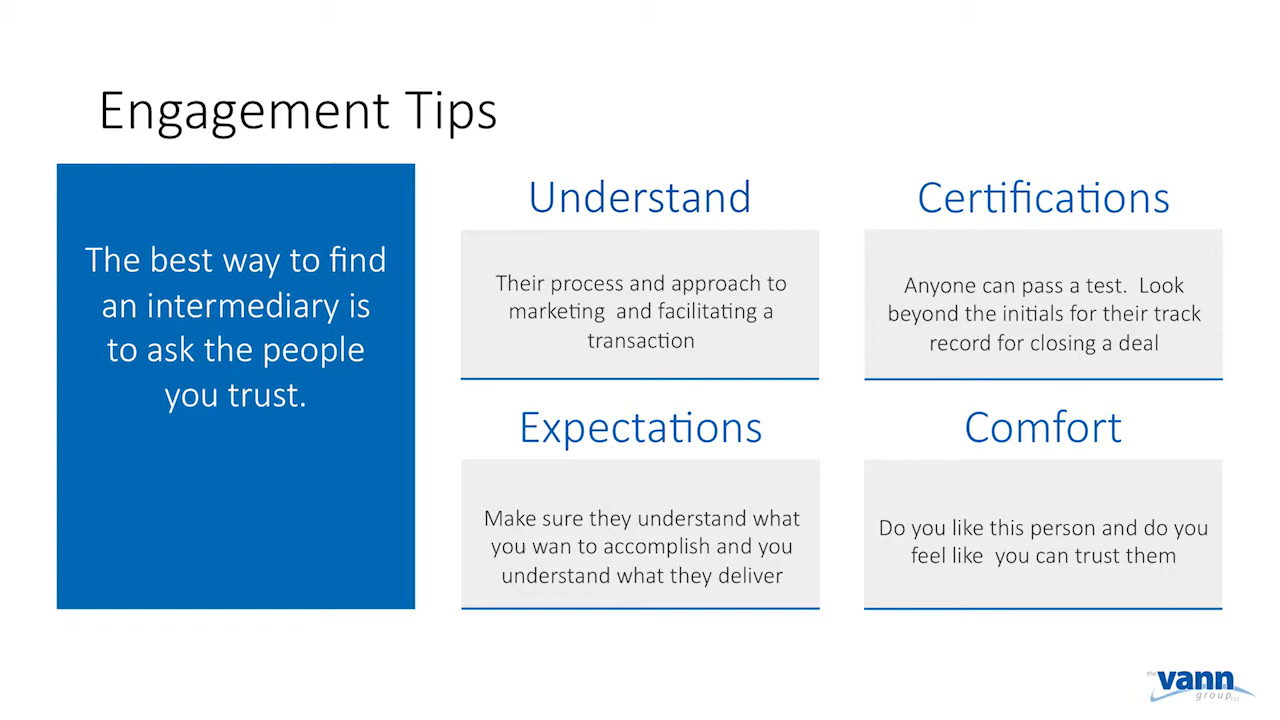 Engagement Tips
The best way to find
an intermediary is
to ask the people
you trust.
Understand
Their process and approach to
marketing  and facilitating a
transaction
Certifications
Anyone can pass a test.  Look
beyond the initials for their track
record for closing a deal
Expectations
Make sure they understand what
you wan to accomplish and you
understand what they deliver
Comfort
Do you like this person and do you
feel like  you can trust them
the vann
group LLC